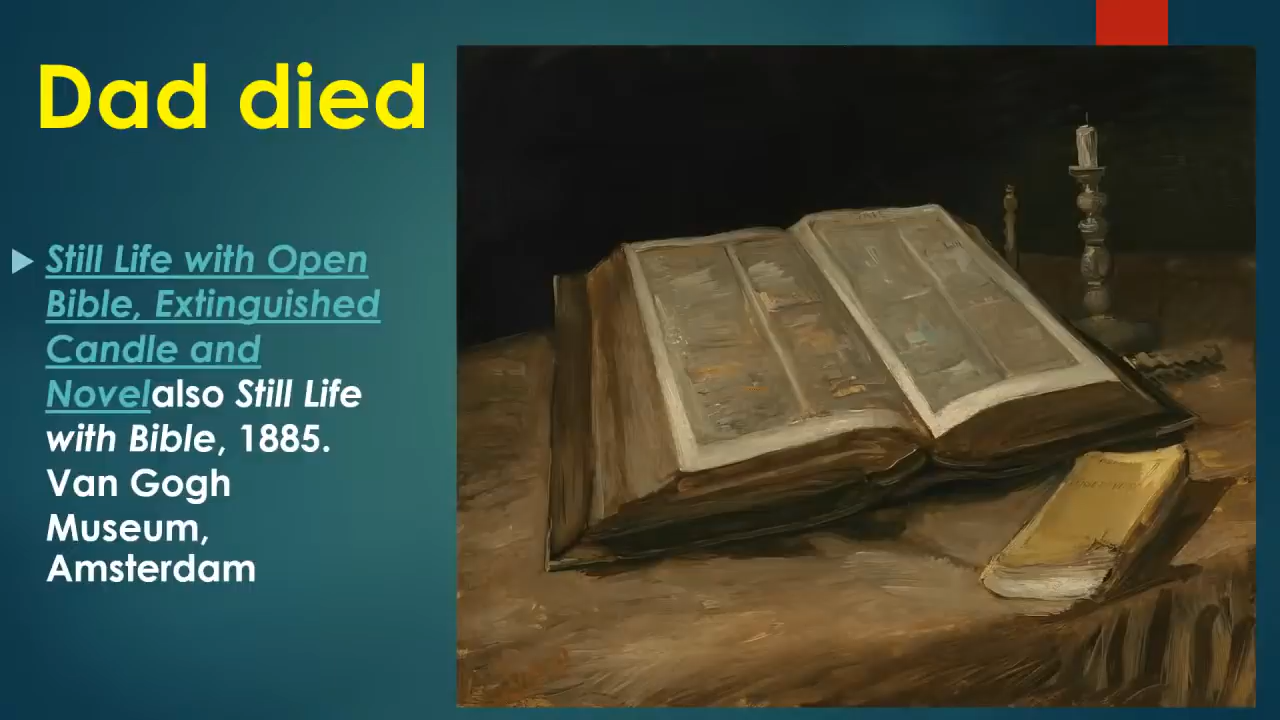 Dad died
Still Life with Open
Bible, Extinguished
Candle and
Novelalso Still Life
with Bible, 1885.
Van Gogh
Museum,
Amsterdam